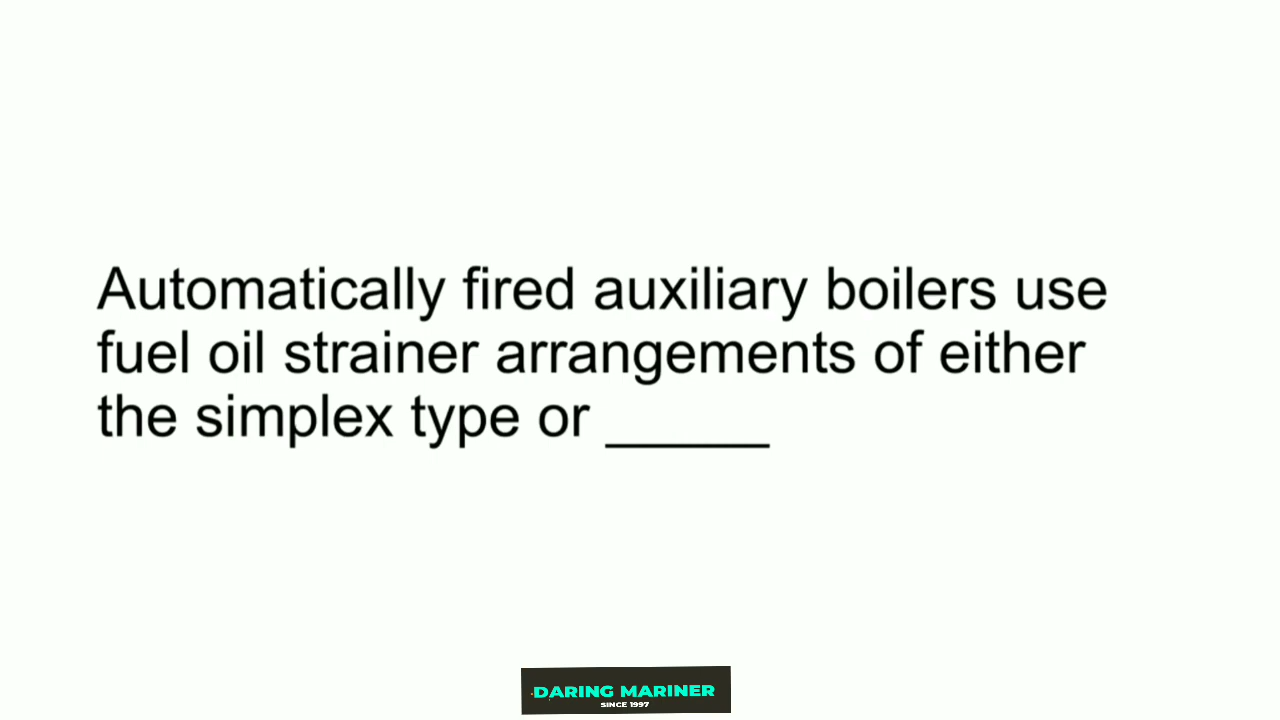 Automatically fired auxiliary boilers use
fuel oil strainer arrangements of either
the simplex type or ______
DARING MARINER
SINCE 1997